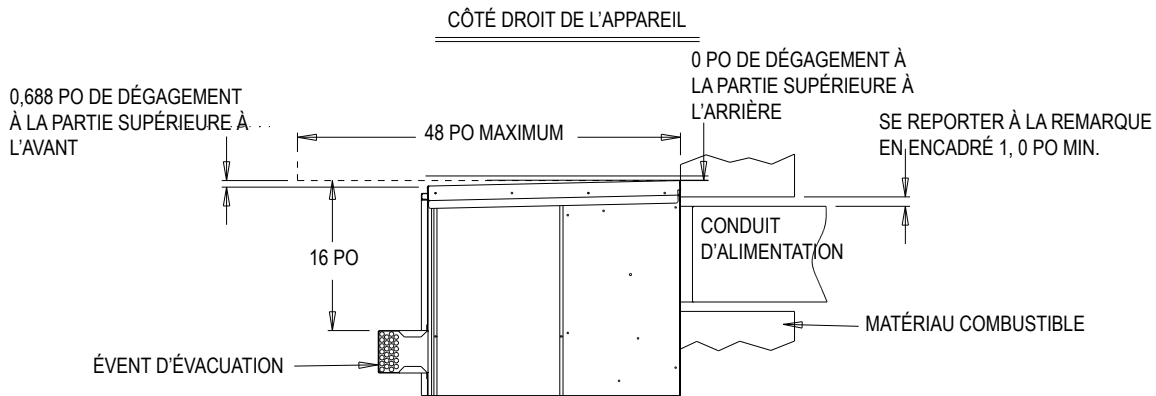 CÔTÉ DROIT DE L'APPAREIL
0 PO DE DÉGAGEMENT À
LA PARTIE SUPÉRIEURE À
L'ARRIÈRE
0,688 PO DE DÉGAGEMENT
À LA PARTIE SUPÉRIEURE À
L'AVANT
48 PO MAXIMUM
SE REPORTER À LA REMARQUE
EN ENCADRÉ 1, 0 PO MIN.
16 PO
CONDUIT
D'ALIMENTATION
MATÉRIAU COMBUSTIBLE
ÉVENT D'ÉVACUATION